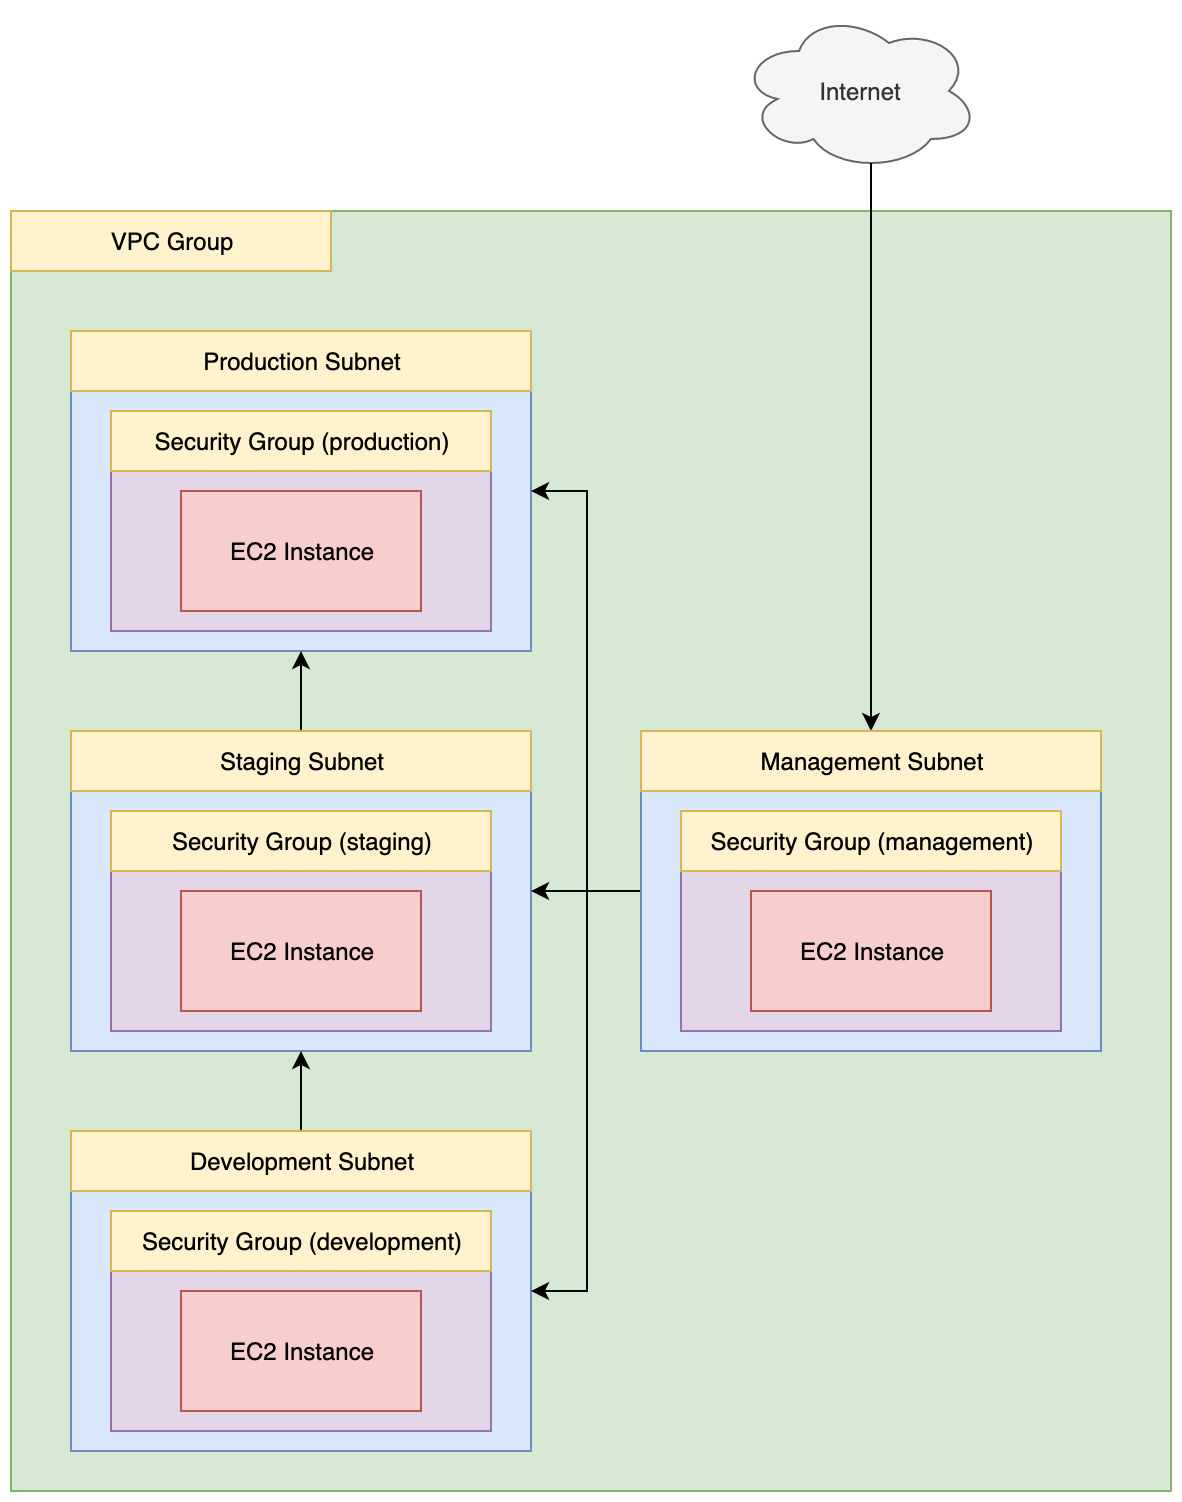 Internet
VPC Group
Production Subnet
Security Group (production)
EC2 Instance
Staging Subnet
Security Group (staging)
EC2 Instance
Management Subnet
Security Group (management)
EC2 Instance
Development Subnet
Security Group (development)
EC2 Instance